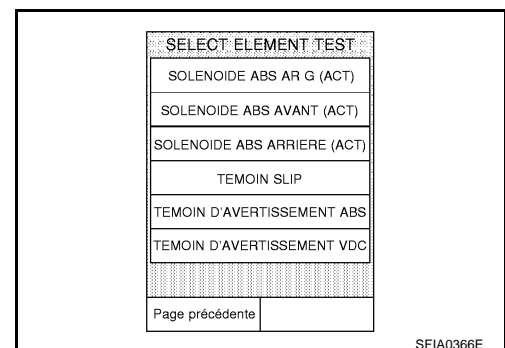 SELECT ELEMENT TEST
SOLENOIDE ABS AR G (ACT)
SOLENOIDE ABS AVANT (ACT)
SOLENOIDE ABS ARRIERE (ACT)
TEMOIN SLIP
TEMOIN D'AVERTISSEMENT ABS
TEMOIN D'AVERTISSEMENT VDC
Page précédente
SFIA0366E